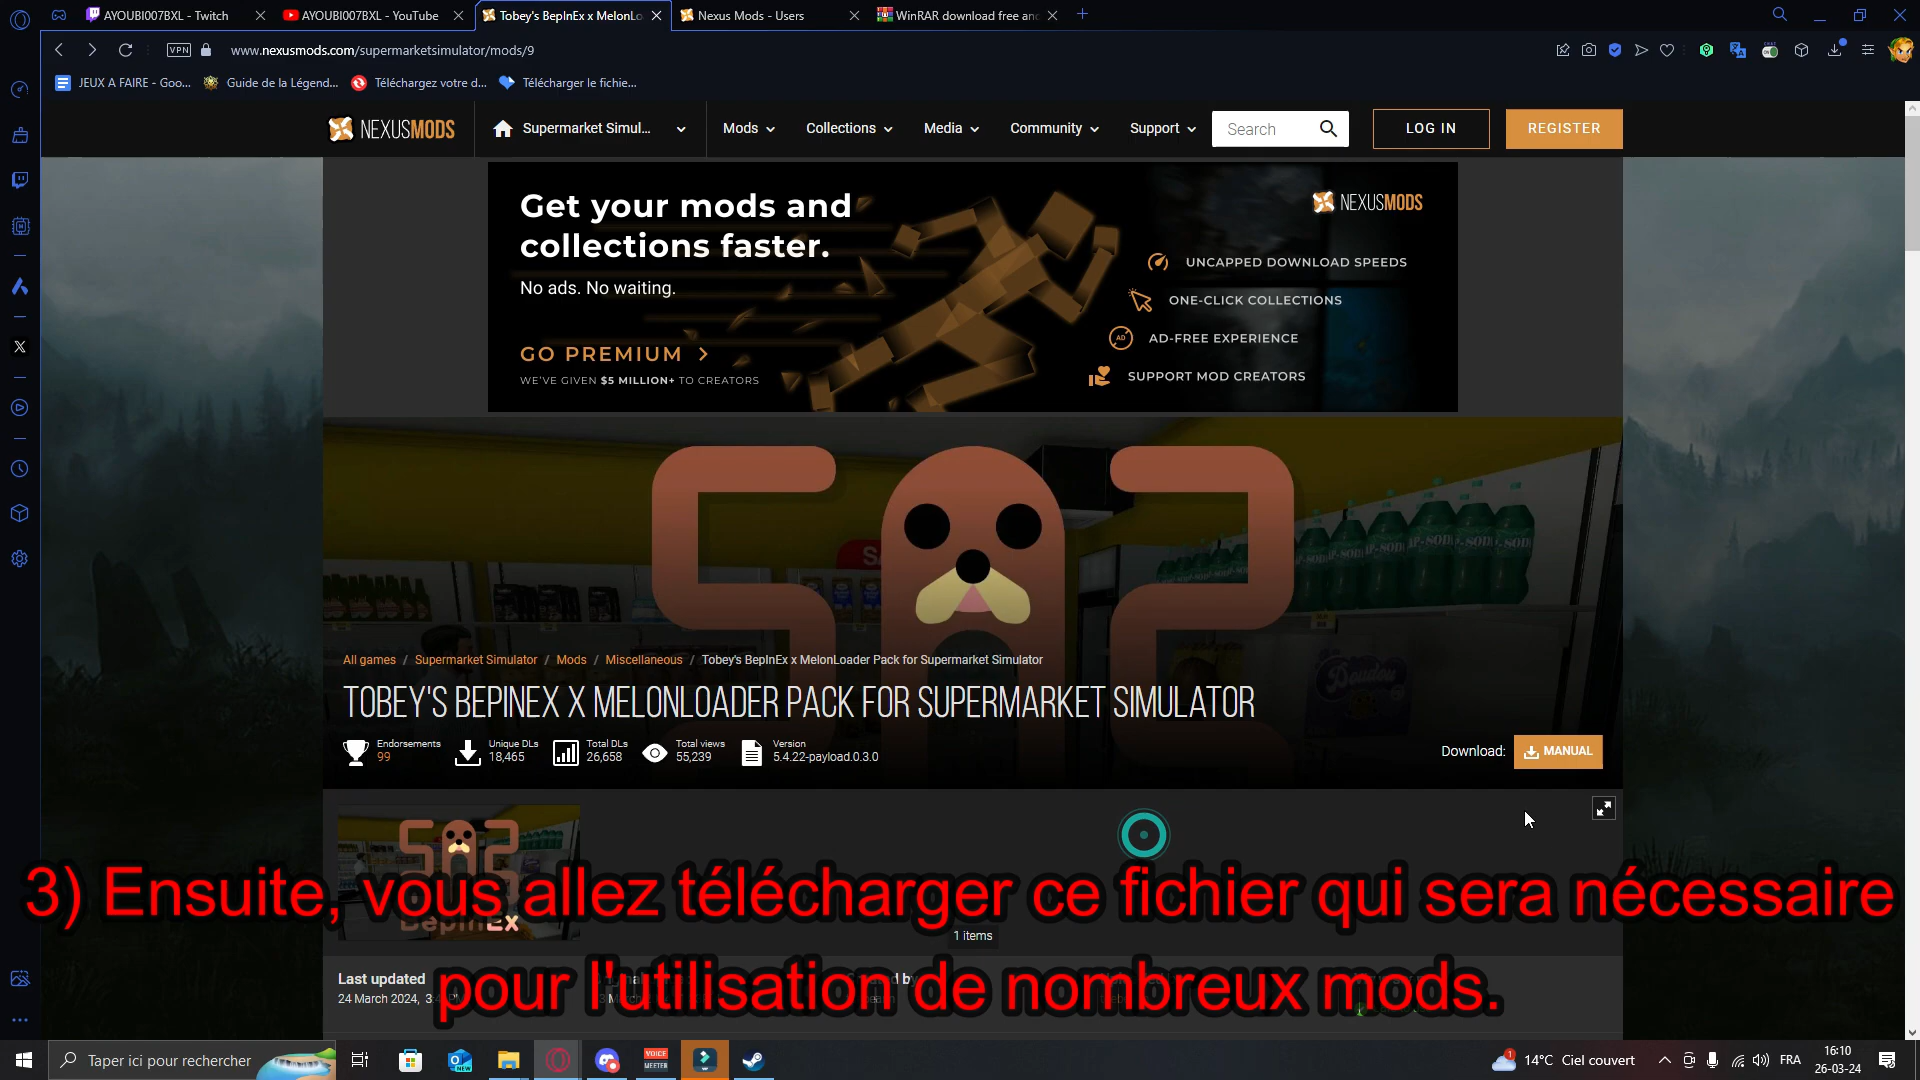 AYOUBI007BXL - Twitch
AYOUBI007BXL - YouTube
Tobey's BepInEx x MelonLo
Nexus Mods - Users
WinRAR download free and
VPN
www.nexusmods.com/supermarketsimulator/mods/9
JEUX A FAIRE - Goo...
Guide de la Légend...
Téléchargez votre d...
Télécharger le fichie...
NEXUSMODS
Supermarket Simul...
Mods
Collections
Media
Community
Support
Search
LOG IN
REGISTER
Get your mods and
collections faster.
No ads. No waiting.
GO PREMIUM
WE'VE GIVEN $5 MILLION+ TO CREATORS
NEXUSMODS
UNCAPPED DOWNLOAD SPEEDS
ONE-CLICK COLLECTIONS
AD
AD-FREE EXPERIENCE
SUPPORT MOD CREATORS
All games / Supermarket Simulator / Mods / Miscellaneous / Tobey's BepInEx x MelonLoader Pack for Supermarket Simulator
TOBEY'S BEPINEX X MELONLOADER PACK FOR SUPERMARKET SIMULATOR
Endorsements
99
Unique DLs
18,465
Total DLs
26,658
Total views
55,239
Version
5.4.22-payload.0.3.0
Download:
MANUAL
BepInEx
3) Ensuite, vous allez télécharger ce fichier qui sera nécessaire
1 items
pour l'utilisation de nombreux mods.
Last updated
24 March 2024,
Taper ici pour rechercher
NEW
VOICE
MEETER
1
14°C Ciel couvert
FRA
16:10
26-03-24